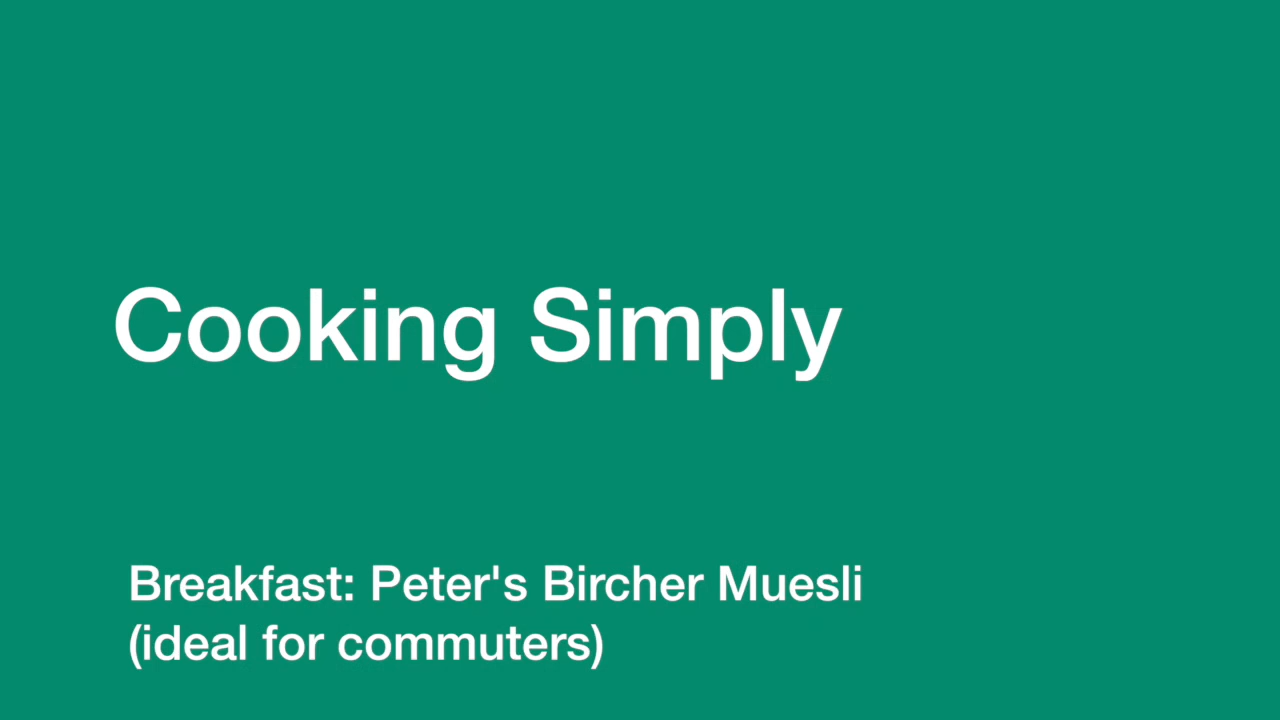 Cooking Simply
Breakfast: Peter's Bircher Muesli
(ideal for commuters)